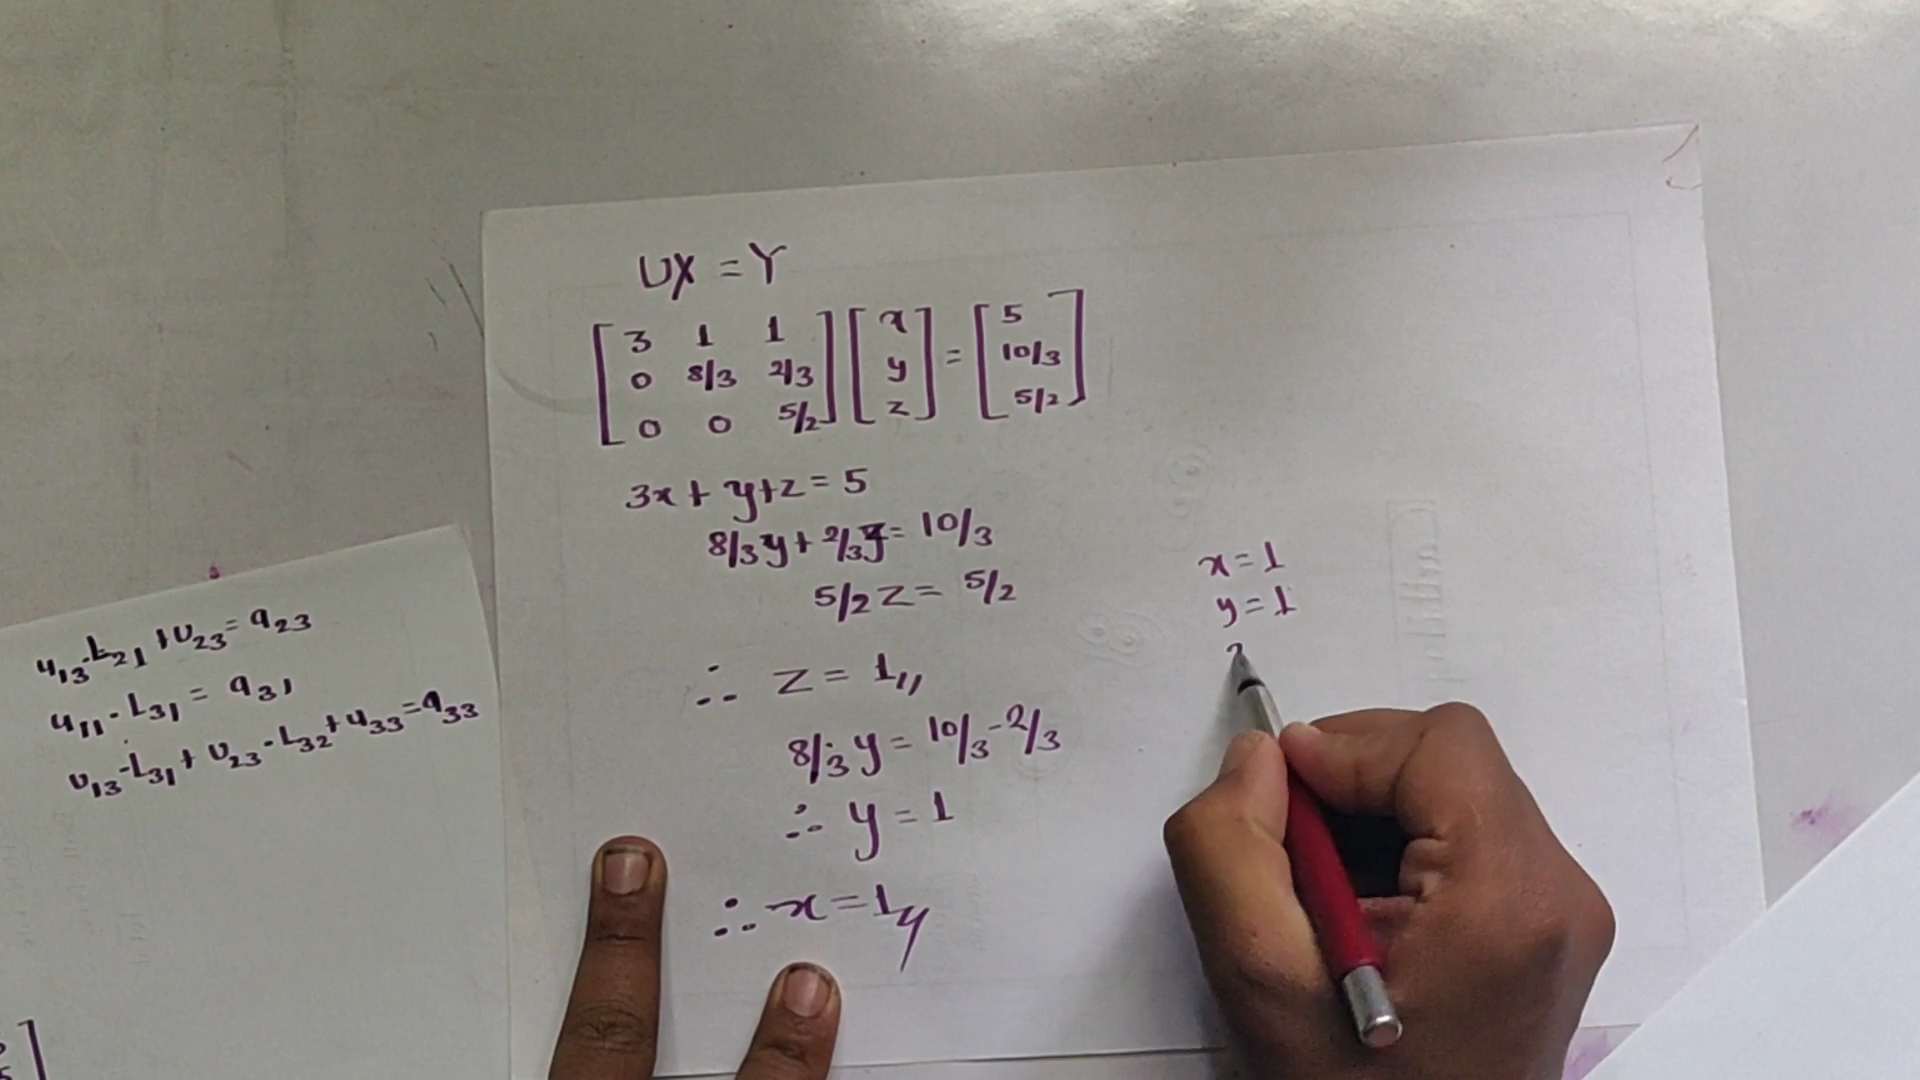 UX = Y
[3 1 1] [x] = [5]
[0 8/3 2/3] [y] [10/3]
[0 0 5/2] [z] [5/2]
3x + y + z = 5
8/3 y + 2/3 z = 10/3
5/2 z = 5/2
∴ z = 1//
8/3 y = 10/3 - 2/3
∴ y = 1
∴ x = 1//
x = 1
y = 1
u13·L21 + U23 = a23
u11·L31 = a31
U13·L31 + U23·L32 + u33 = a33